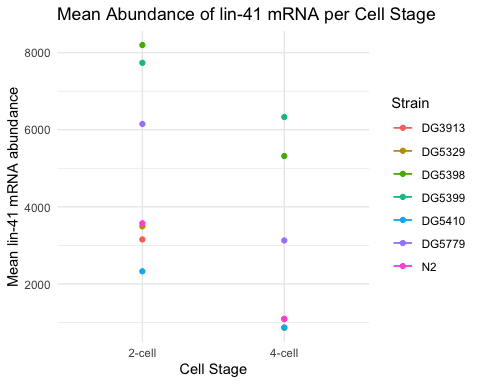 Mean Abundance of lin-41 mRNA per Cell Stage
Mean lin-41 mRNA abundance
8000
6000
4000
2000
2-cell
4-cell
Cell Stage
Strain
DG3913
DG5329
DG5398
DG5399
DG5410
DG5779
N2